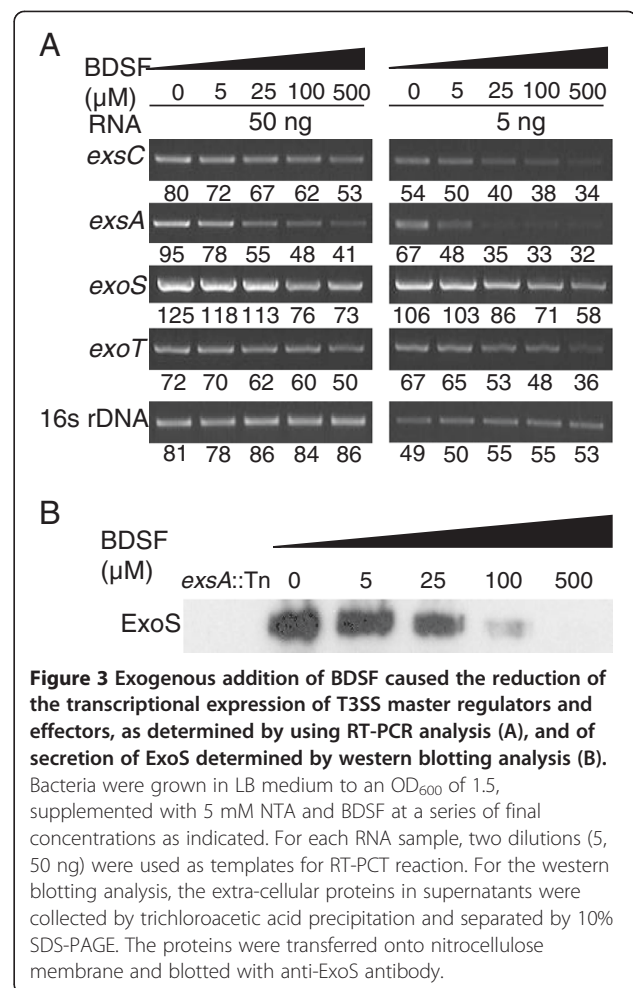 A
BDSF
(µM) 0 5 25 100 500 0 5 25 100 500
RNA 50 ng 5 ng
exsC
80 72 67 62 53 54 50 40 38 34
exsA
95 78 55 48 41 67 48 35 33 32
exoS
125 118 113 76 73 106 103 86 71 58
exoT
72 70 62 60 50 67 65 53 48 36
16s rDNA
81 78 86 84 86 49 50 55 55 53
B
BDSF
(µM) exsA::Tn 0 5 25 100 500
ExoS
Figure 3 Exogenous addition of BDSF caused the reduction of
the transcriptional expression of T3SS master regulators and
effectors, as determined by using RT-PCR analysis (A), and of
secretion of ExoS determined by western blotting analysis (B).
Bacteria were grown in LB medium to an OD600 of 1.5,
supplemented with 5 mM NTA and BDSF at a series of final
concentrations as indicated. For each RNA sample, two dilutions (5,
50 ng) were used as templates for RT-PCT reaction. For the western
blotting analysis, the extra-cellular proteins in supernatants were
collected by trichloroacetic acid precipitation and separated by 10%
SDS-PAGE. The proteins were transferred onto nitrocellulose
membrane and blotted with anti-ExoS antibody.